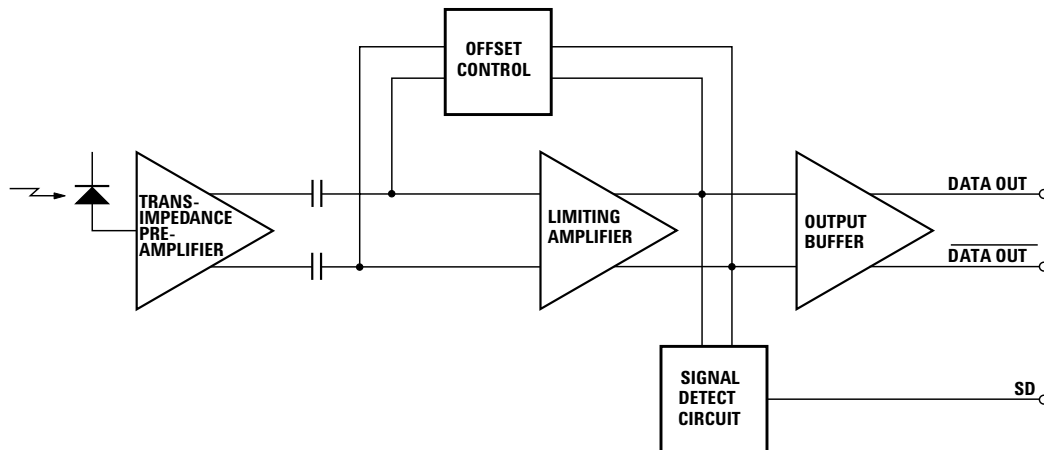 OFFSET
CONTROL
TRANS-
IMPEDANCE
PRE-
AMPLIFIER
LIMITING
AMPLIFIER
OUTPUT
BUFFER
DATA OUT
DATA OUT
SIGNAL
DETECT
CIRCUIT
SD